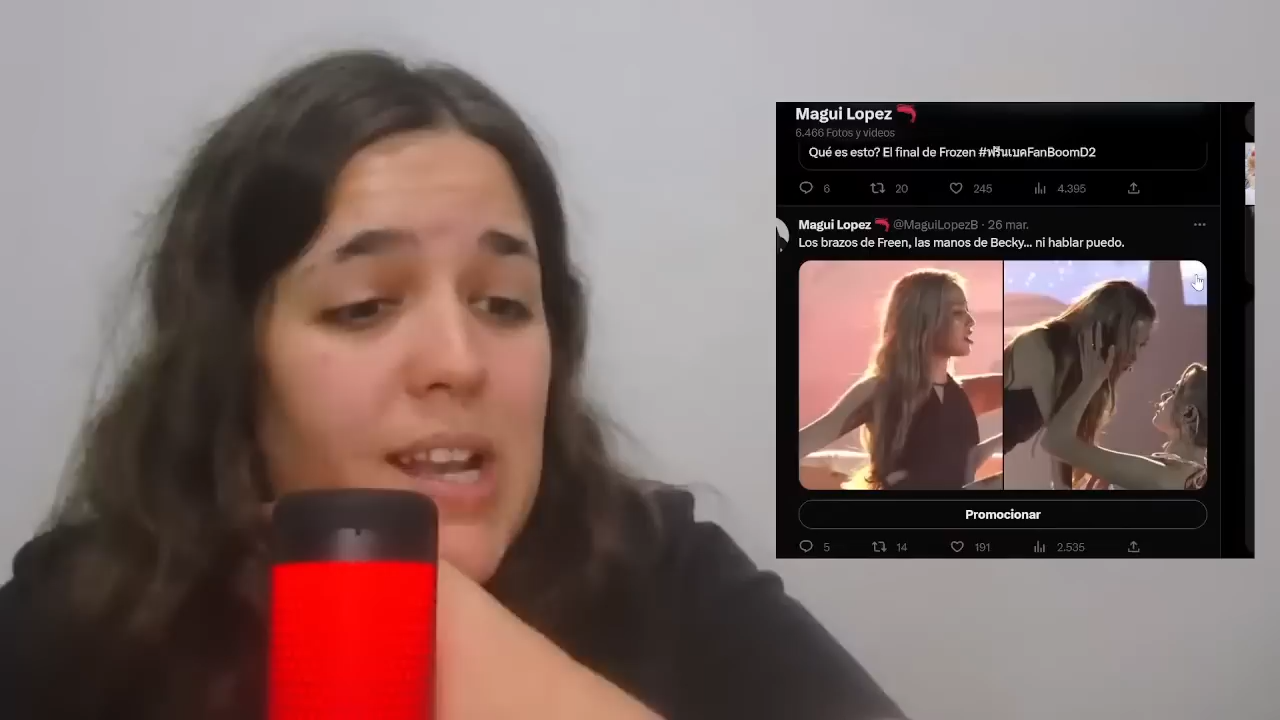 Magui Lopez
6.466 Fotos y videos
Qué es esto? El final de Frozen #ฟรีนเบคFanBoomD2
6 20 245 4.395
Magui Lopez @MaguiLopezB · 26 mar.
Los brazos de Freen, las manos de Becky... ni hablar puedo.
Promocionar
5 14 191 2.535